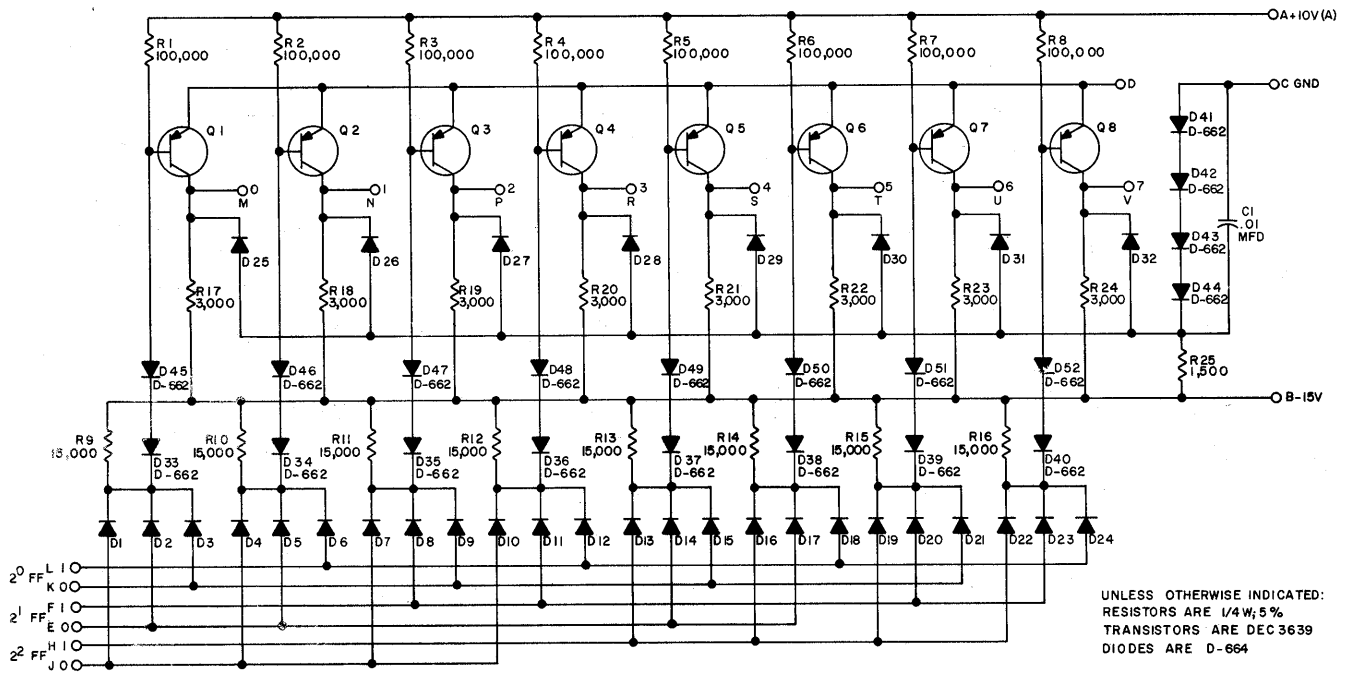 A+10V(A)
R1
100,000
R2
100,000
R3
100,000
R4
100,000
R5
100,000
R6
100,000
R7
100,000
R8
100,000
D
C GND
Q1
Q2
Q3
Q4
Q5
Q6
Q7
Q8
D41
D-662
D42
D-662
D43
D-662
D44
D-662
C1
.01
MFD
0
M
1
N
2
P
3
R
4
S
5
T
6
U
7
V
D25
D26
D27
D28
D29
D30
D31
D32
R17
3,000
R18
3,000
R19
3,000
R20
3,000
R21
3,000
R22
3,000
R23
3,000
R24
3,000
R25
1,500
D45
D-662
D46
D-662
D47
D-662
D48
D-662
D49
D-662
D50
D-662
D51
D-662
D52
D-662
B-15V
R9
15,000
R10
15,000
R11
15,000
R12
15,000
R13
15,000
R14
15,000
R15
15,000
R16
15,000
D33
D-662
D34
D-662
D35
D-662
D36
D-662
D37
D-662
D38
D-662
D39
D-662
D40
D-662
D1
D2
D3
D4
D5
D6
D7
D8
D9
D10
D11
D12
D13
D14
D15
D16
D17
D18
D19
D20
D21
D22
D23
D24
2⁰ FF
L 1
K 0
2¹ FF
F 1
E 0
2² FF
H 1
J 0
UNLESS OTHERWISE INDICATED:
RESISTORS ARE 1/4 W; 5%
TRANSISTORS ARE DEC 3639
DIODES ARE D-664